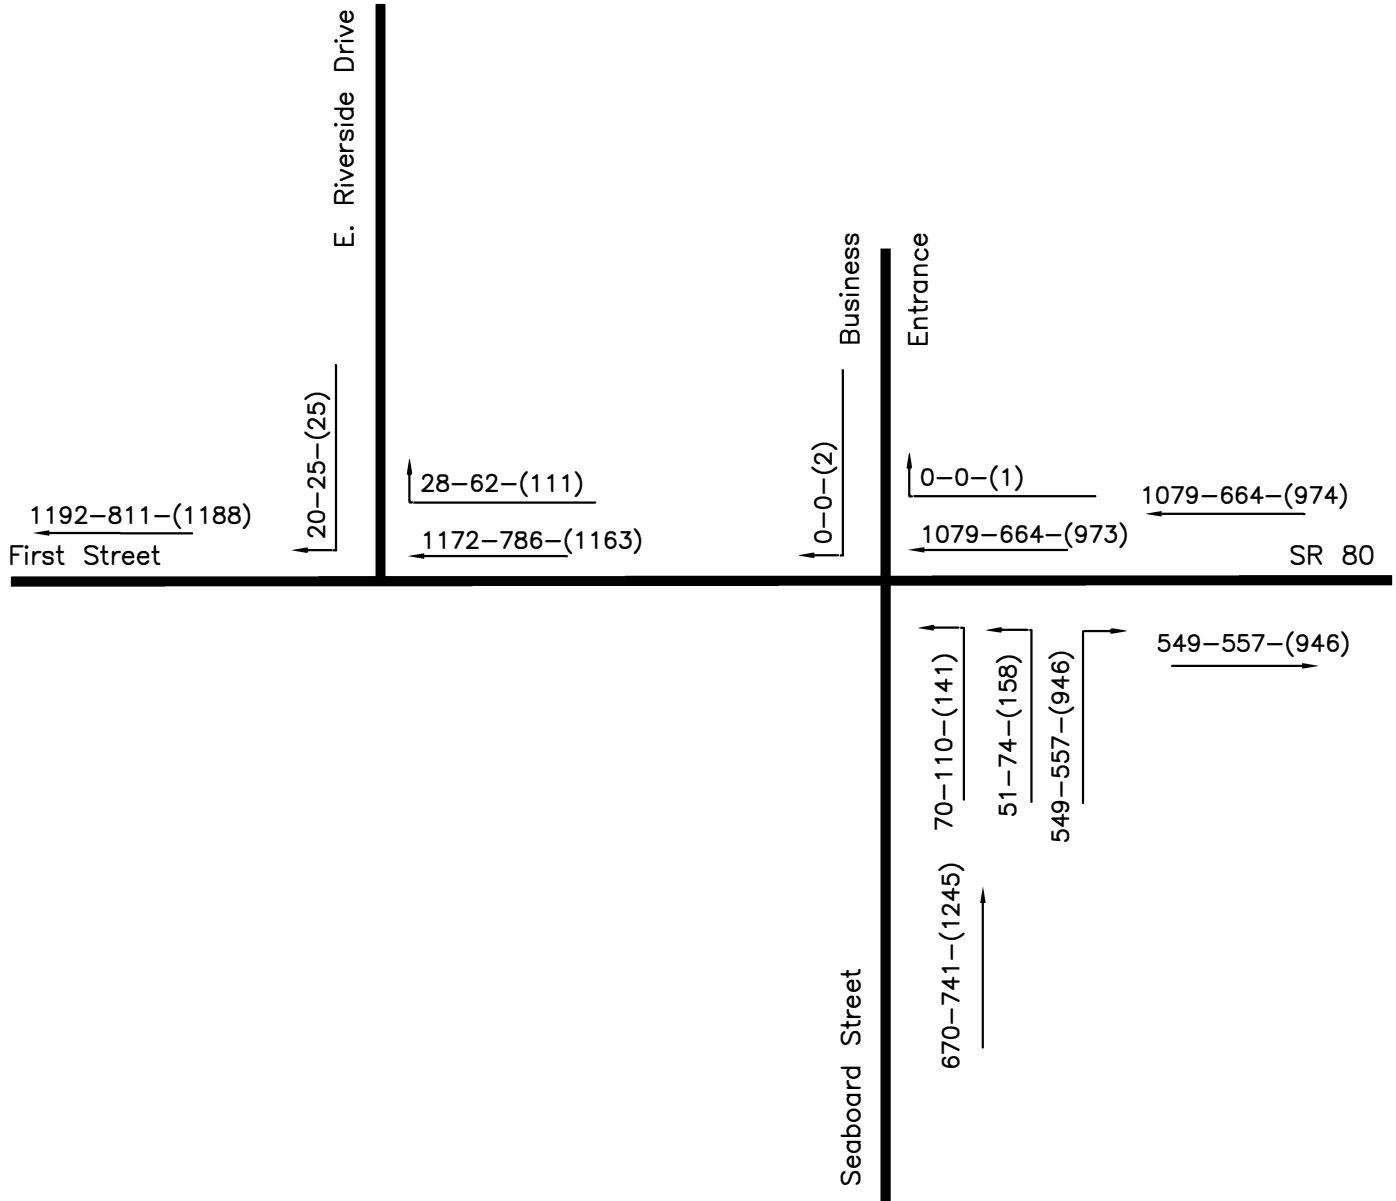 E. Riverside Drive
Business
Entrance
20-25-(25)
28-62-(111)
0-0-(2)
0-0-(1)
1079-664-(974)
1192-811-(1188)
1172-786-(1163)
1079-664-(973)
First Street
SR 80
549-557-(946)
70-110-(141)
51-74-(158)
549-557-(946)
670-741-(1245)
Seaboard Street